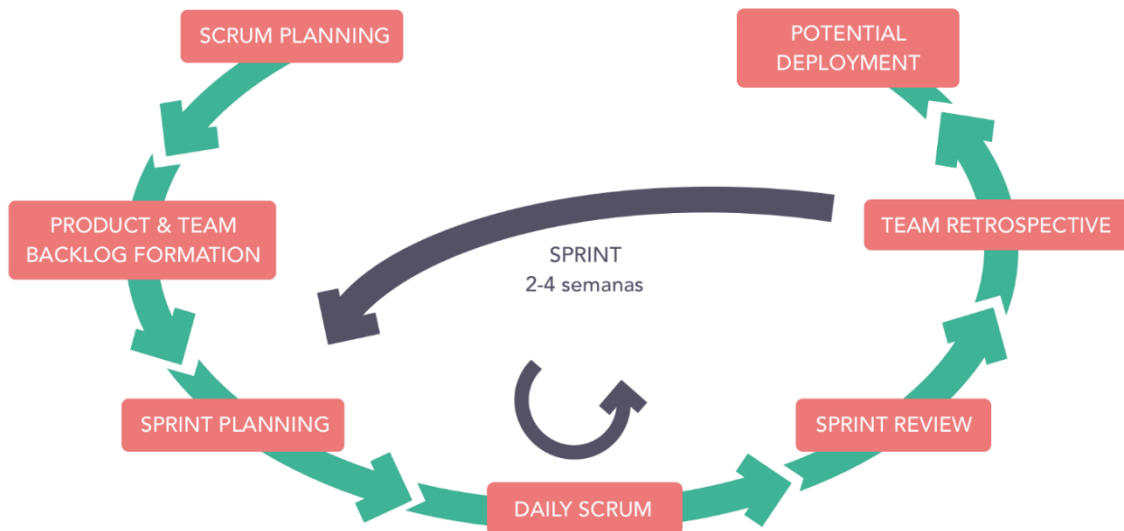 SCRUM PLANNING
POTENTIAL
DEPLOYMENT
PRODUCT & TEAM
BACKLOG FORMATION
TEAM RETROSPECTIVE
SPRINT
2-4 semanas
SPRINT PLANNING
SPRINT REVIEW
DAILY SCRUM